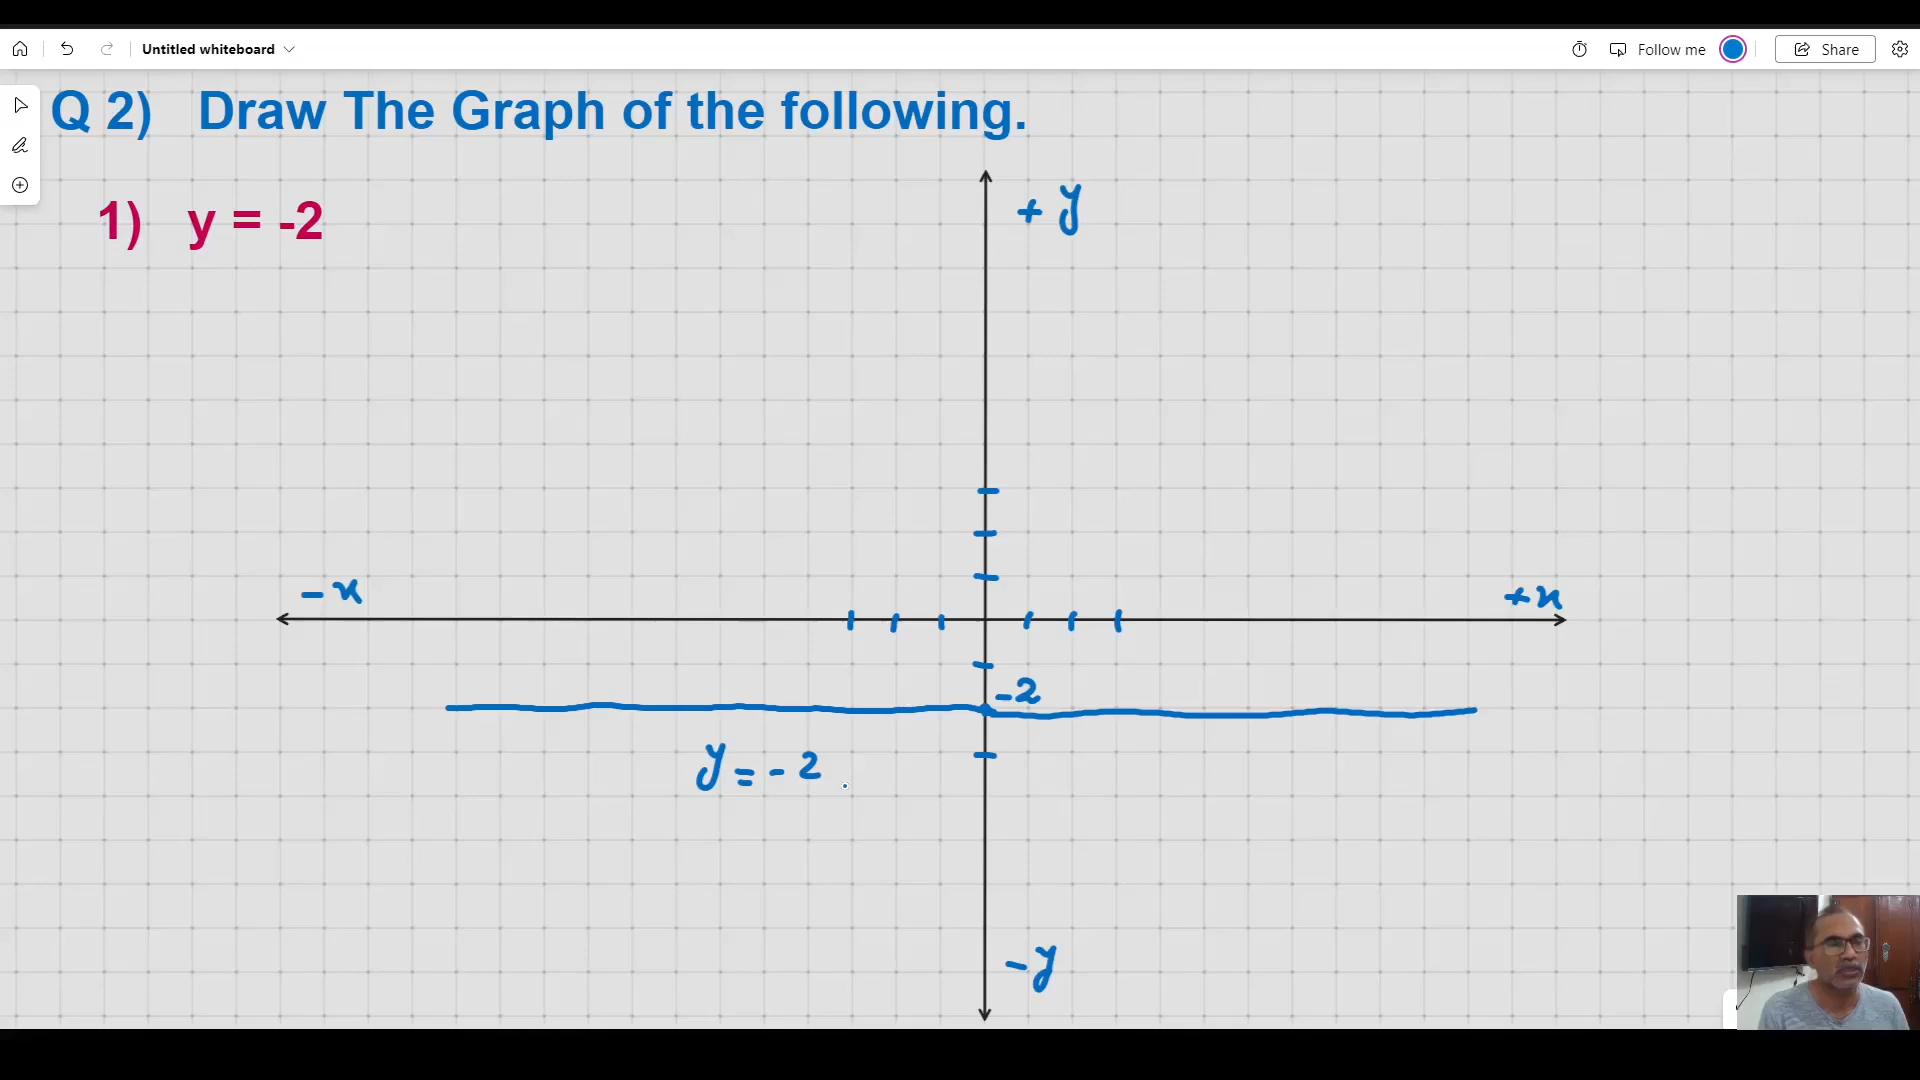 Untitled whiteboard
Follow me
Share
Q 2) Draw The Graph of the following.
1) y = -2
+ y
- x
+x
-2
y = - 2
- y